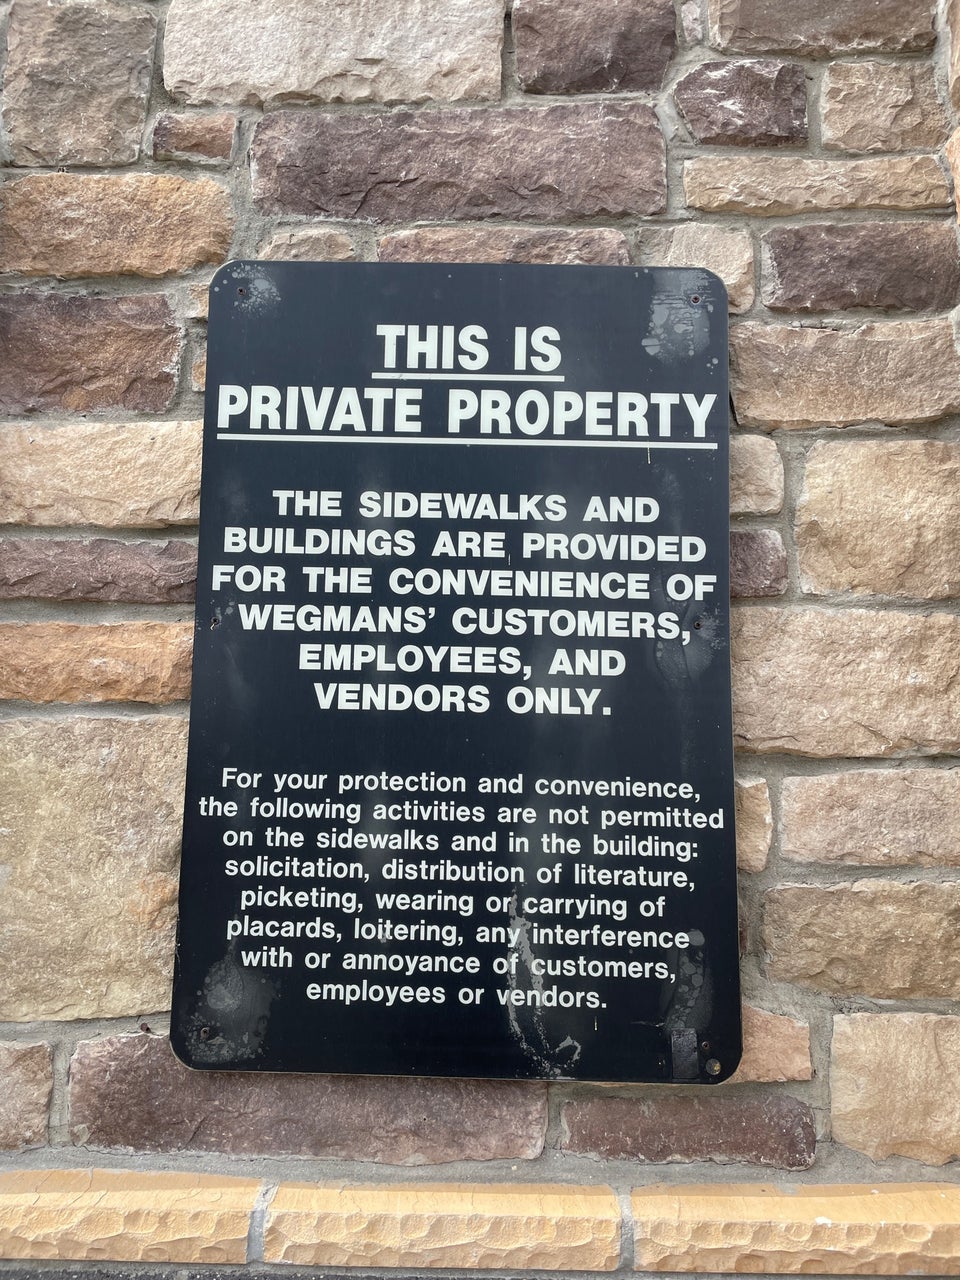 THIS IS
PRIVATE PROPERTY
THE SIDEWALKS AND
BUILDINGS ARE PROVIDED
FOR THE CONVENIENCE OF
WEGMANS’ CUSTOMERS,
EMPLOYEES, AND
VENDORS ONLY.
For your protection and convenience,
the following activities are not permitted
on the sidewalks and in the building:
solicitation, distribution of literature,
picketing, wearing or carrying of
placards, loitering, any interference
with or annoyance of customers,
employees or vendors.